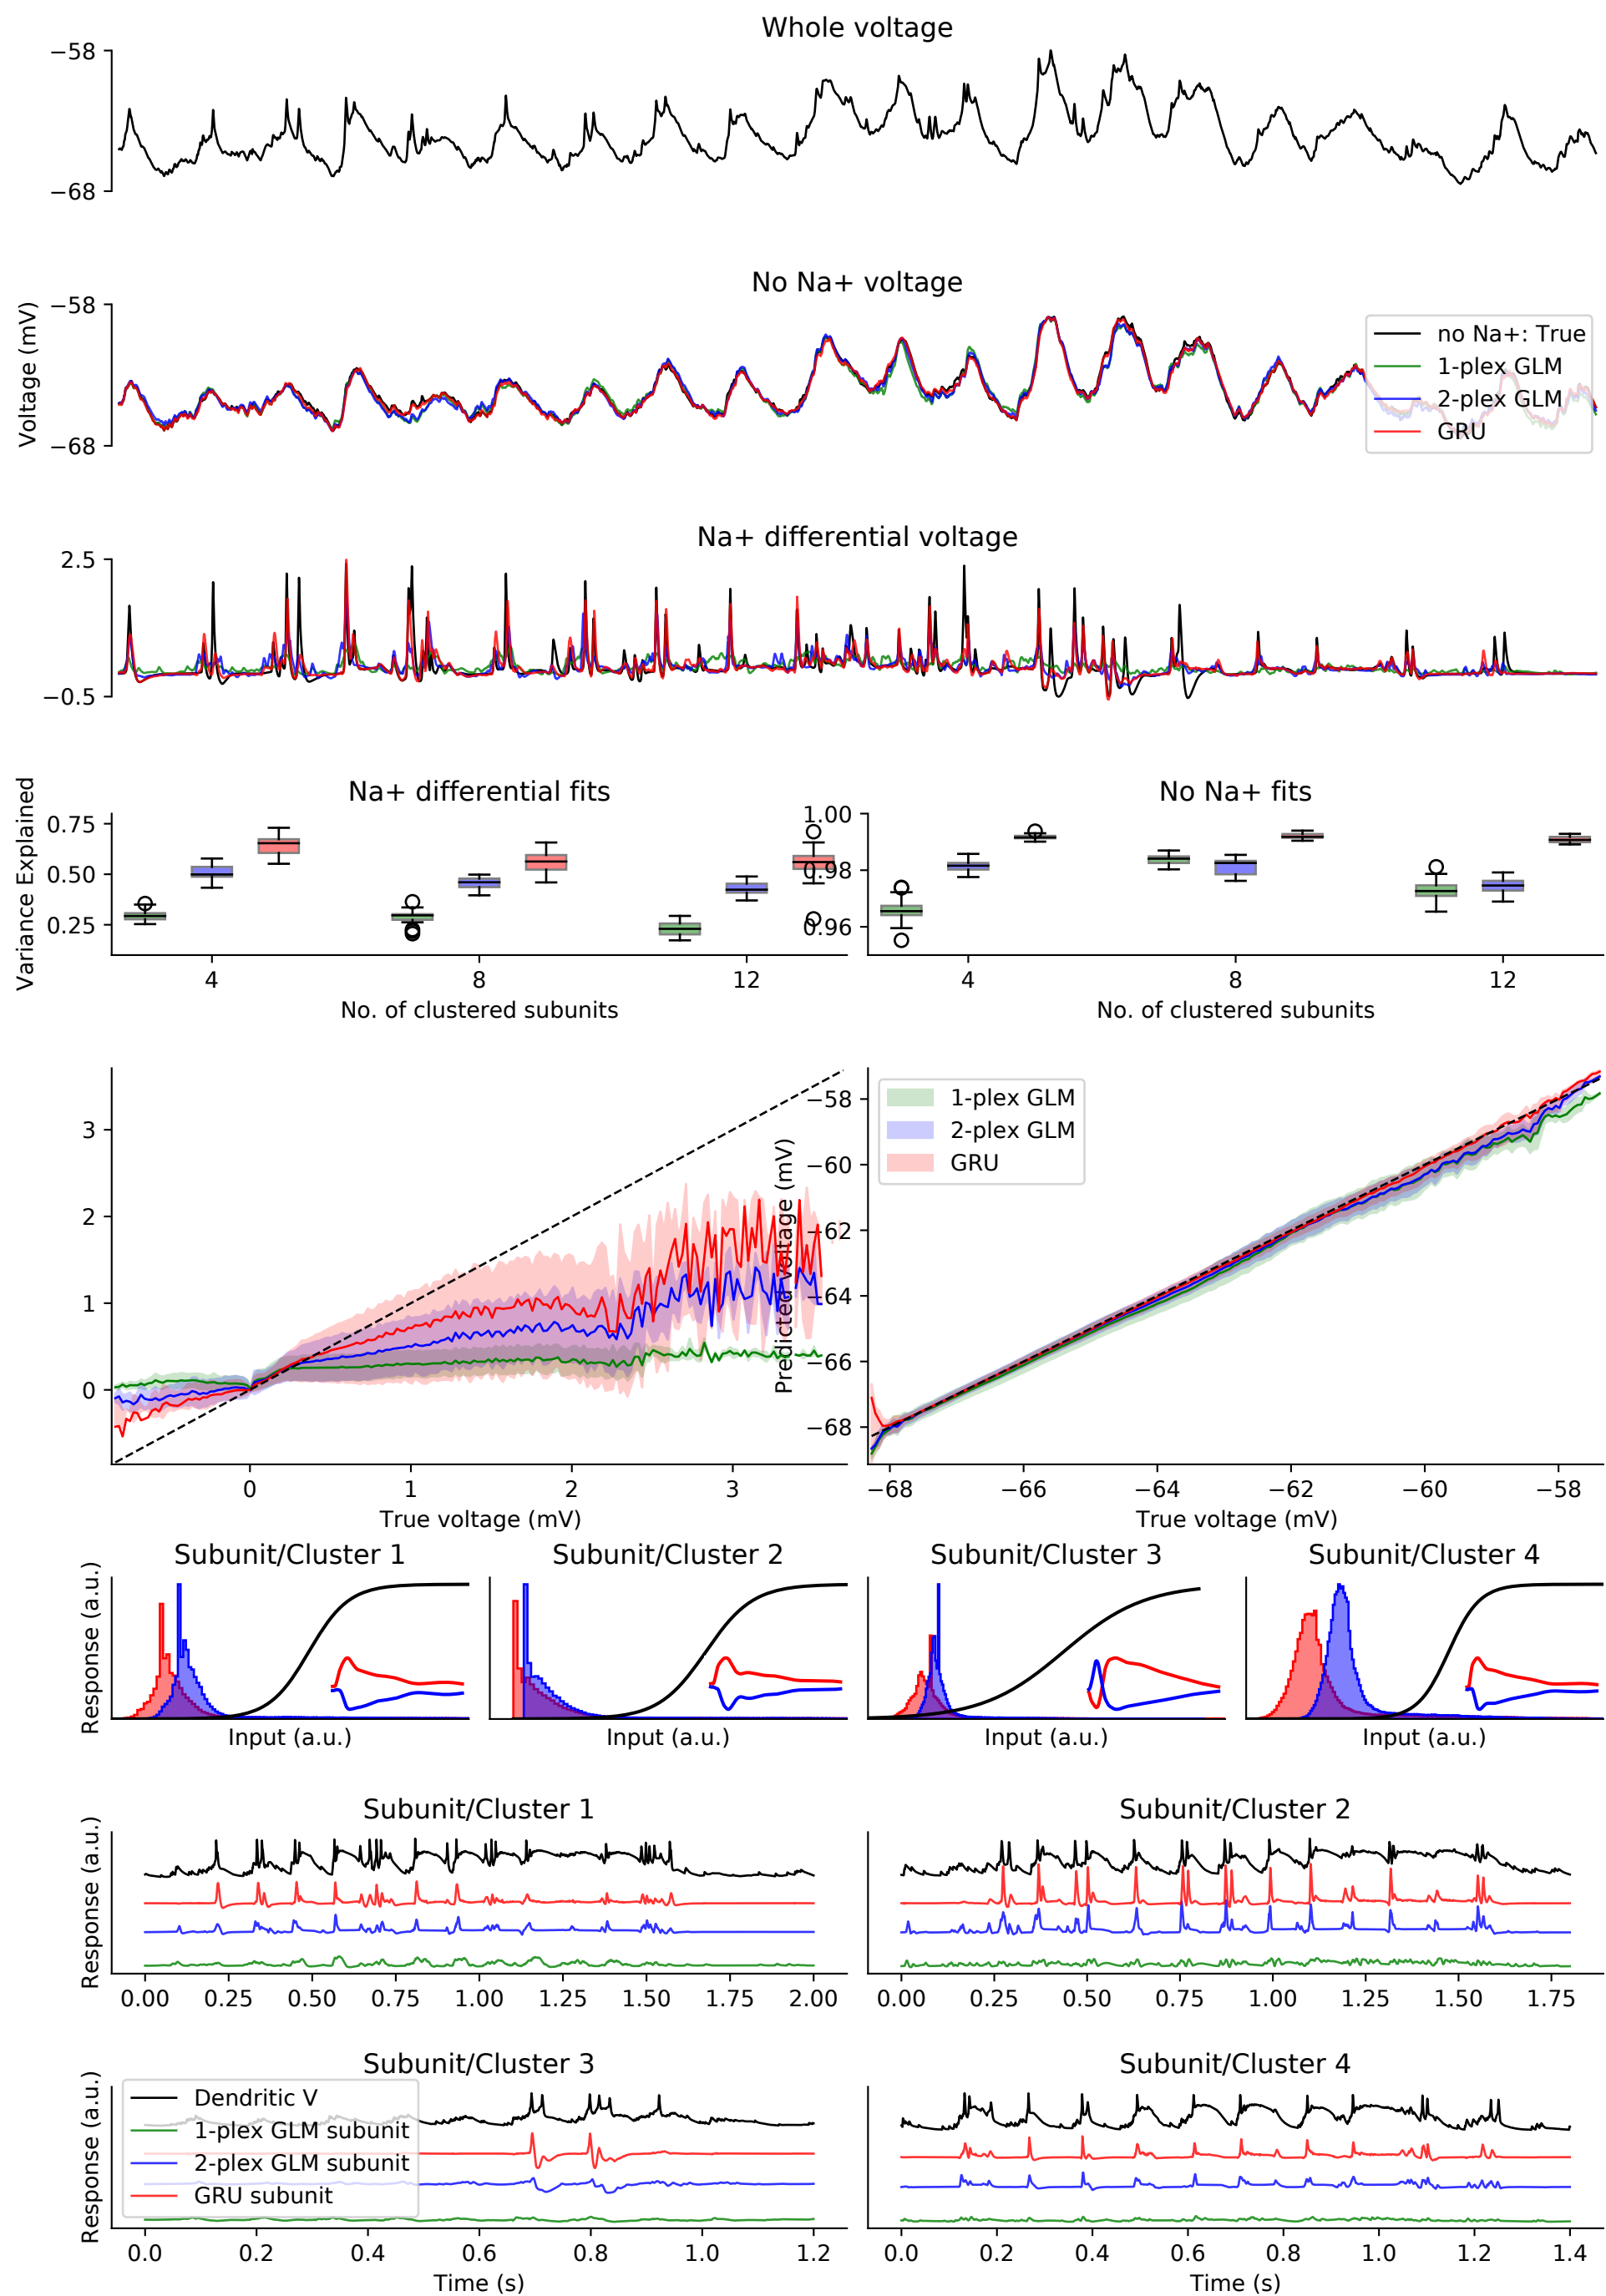 Whole voltage
−58
−68
No Na+ voltage
Voltage (mV)
−58
−68
no Na+: True
1-plex GLM
2-plex GLM
GRU
Na+ differential voltage
2.5
−0.5
Na+ differential fits
Variance Explained
0.75
0.50
0.25
4 8 12
No. of clustered subunits
No Na+ fits
1.00
0.98
0.96
4 8 12
No. of clustered subunits
3
2
1
0
0 1 2 3
True voltage (mV)
Predicted voltage (mV)
−58
−60
−62
−64
−66
−68
1-plex GLM
2-plex GLM
GRU
−68 −66 −64 −62 −60 −58
True voltage (mV)
Subunit/Cluster 1
Response (a.u.)
Input (a.u.)
Subunit/Cluster 2
Input (a.u.)
Subunit/Cluster 3
Input (a.u.)
Subunit/Cluster 4
Input (a.u.)
Subunit/Cluster 1
Response (a.u.)
0.00 0.25 0.50 0.75 1.00 1.25 1.50 1.75 2.00
Subunit/Cluster 2
0.00 0.25 0.50 0.75 1.00 1.25 1.50 1.75
Subunit/Cluster 3
Response (a.u.)
Dendritic V
1-plex GLM subunit
2-plex GLM subunit
GRU subunit
0.0 0.2 0.4 0.6 0.8 1.0 1.2
Time (s)
Subunit/Cluster 4
0.0 0.2 0.4 0.6 0.8 1.0 1.2 1.4
Time (s)